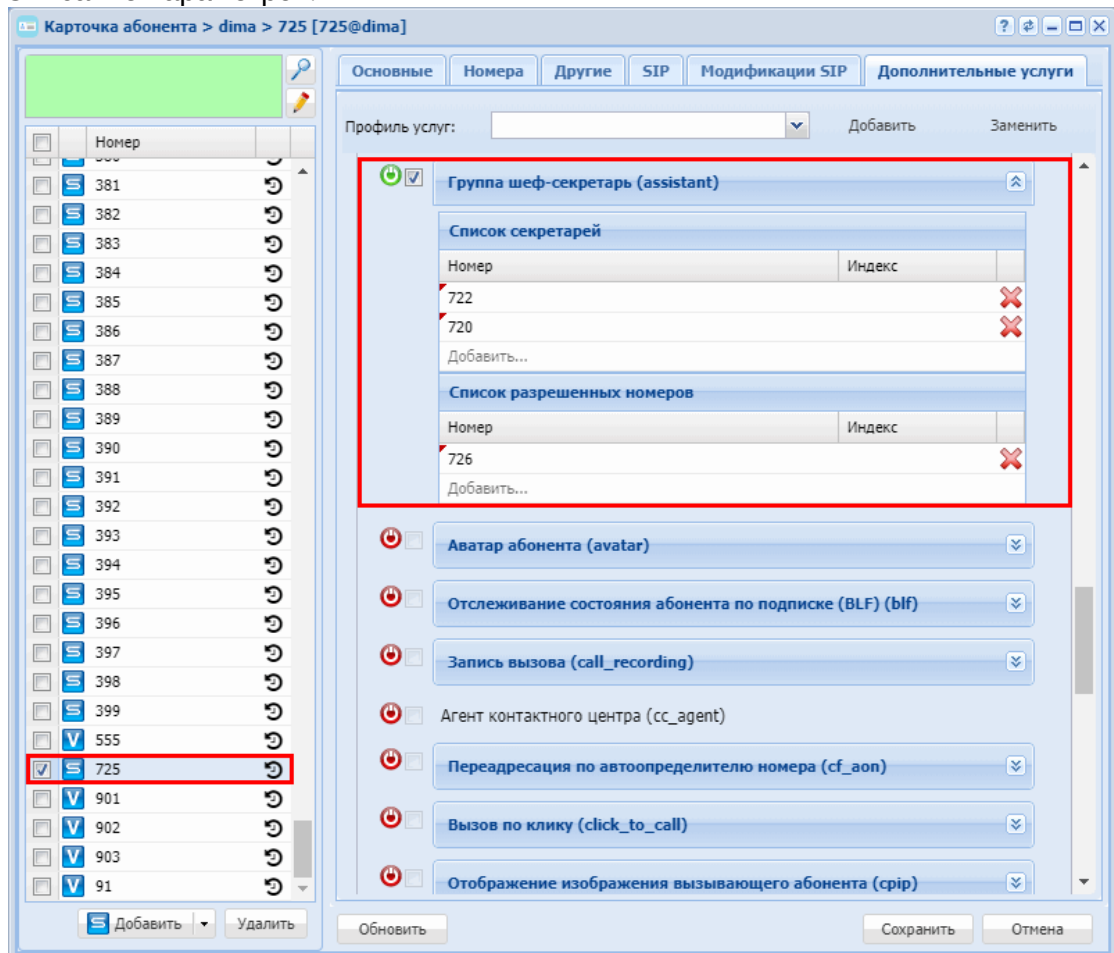 Карточка абонента > dima > 725 [725@dima]
Основные Номера Другие SIP Модификации SIP Дополнительные услуги
Профиль услуг: Добавить Заменить
Номер
381
382
383
384
385
386
387
388
389
390
391
392
393
394
395
396
397
398
399
555
725
901
902
903
91
Добавить Удалить
Группа шеф-секретарь (assistant)
Список секретарей
Номер Индекс
722
720
Добавить...
Список разрешенных номеров
Номер Индекс
726
Добавить...
Аватар абонента (avatar)
Отслеживание состояния абонента по подписке (BLF) (blf)
Запись вызова (call_recording)
Агент контактного центра (cc_agent)
Переадресация по автоопределителю номера (cf_aon)
Вызов по клику (click_to_call)
Отображение изображения вызывающего абонента (cpip)
Обновить Сохранить Отмена